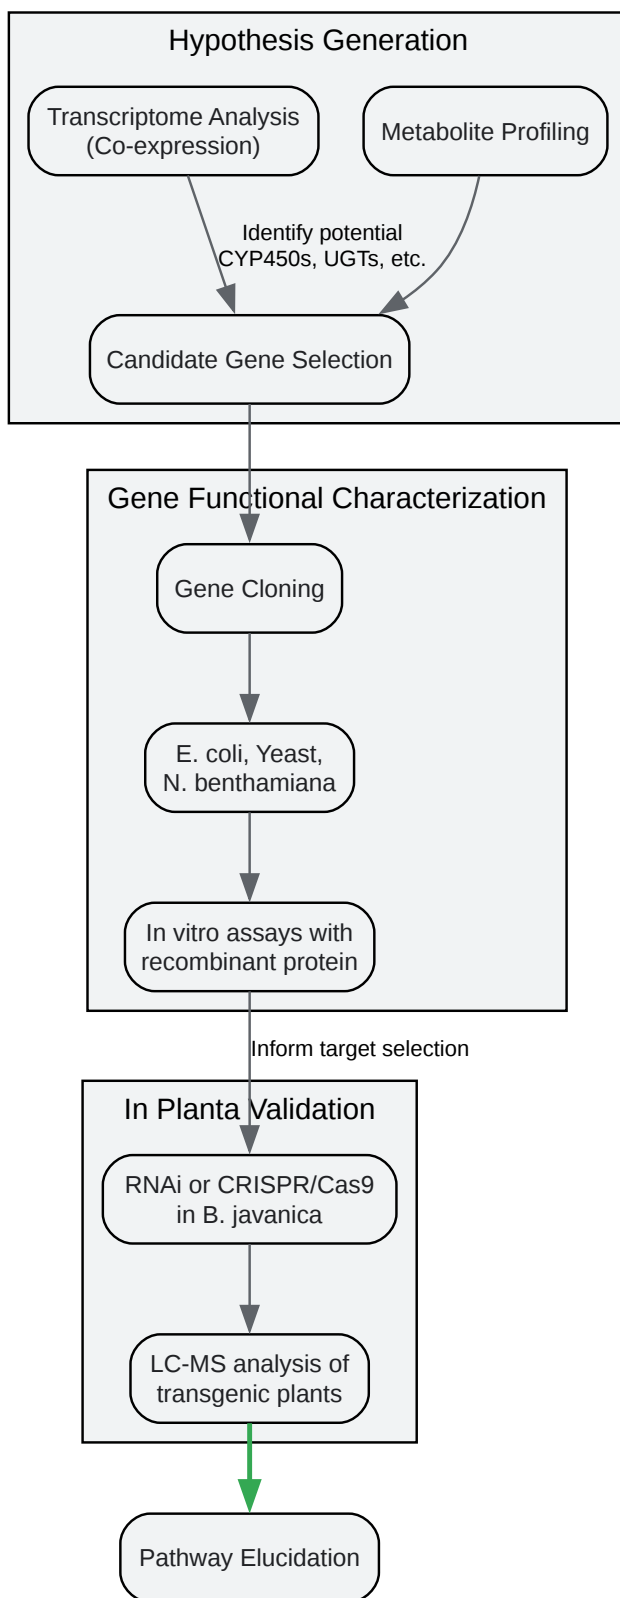 Hypothesis Generation
Transcriptome Analysis
(Co-expression)
Metabolite Profiling
Identify potential
CYP450s, UGTs, etc.
Candidate Gene Selection
Gene Functional Characterization
Gene Cloning
E. coli, Yeast,
N. benthamiana
In vitro assays with
recombinant protein
Inform target selection
In Planta Validation
RNAi or CRISPR/Cas9
in B. javanica
LC-MS analysis of
transgenic plants
Pathway Elucidation